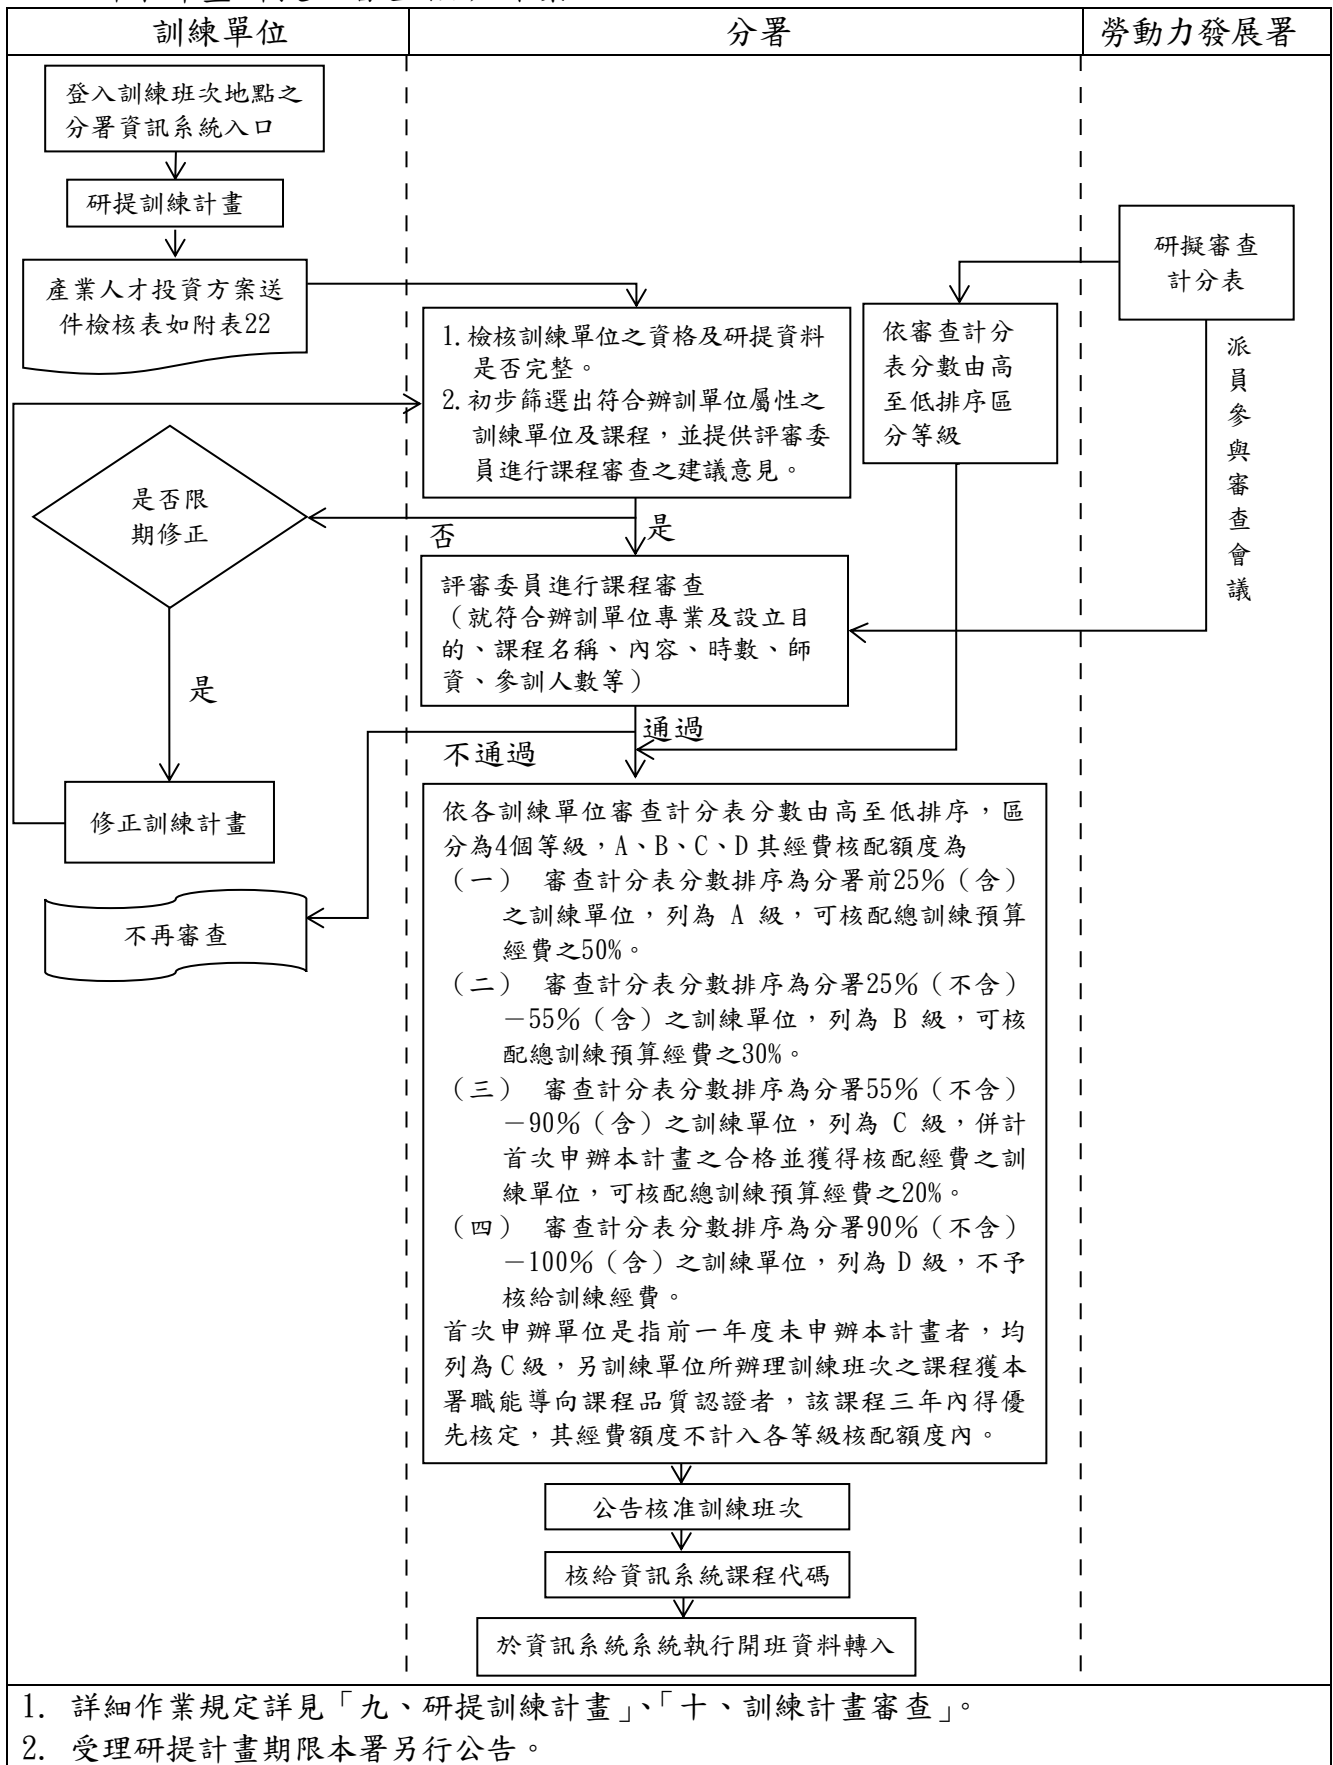 訓練單位
分署
勞動力發展署
登入訓練班次地點之
分署資訊系統入口
研提訓練計畫
產業人才投資方案送
件檢核表如附表22
研擬審查
計分表
1.檢核訓練單位之資格及研提資料
是否完整。
2.初步篩選出符合辦訓單位屬性之
訓練單位及課程，並提供評審委
員進行課程審查之建議意見。
依審查計分
表分數由高
至低排序區
分等級
派員參與審查會議
是否限
期修正
否
是
評審委員進行課程審查
（就符合辦訓單位專業及設立目
的、課程名稱、內容、時數、師
資、參訓人數等）
是
通過
不通過
修正訓練計畫
不再審查
依各訓練單位審查計分表分數由高至低排序，區
分為4個等級，A、B、C、D 其經費核配額度為
（一） 審查計分表分數排序為分署前25％（含）
之訓練單位，列為 A 級，可核配總訓練預算
經費之50%。
（二） 審查計分表分數排序為分署25％（不含）
－55％（含）之訓練單位，列為 B 級，可核
配總訓練預算經費之30%。
（三） 審查計分表分數排序為分署55％（不含）
－90％（含）之訓練單位，列為 C 級，併計
首次申辦本計畫之合格並獲得核配經費之訓
練單位，可核配總訓練預算經費之20%。
（四） 審查計分表分數排序為分署90％（不含）
－100％（含）之訓練單位，列為 D 級，不予
核給訓練經費。
首次申辦單位是指前一年度未申辦本計畫者，均
列為C級，另訓練單位所辦理訓練班次之課程獲本
署職能導向課程品質認證者，該課程三年內得優
先核定，其經費額度不計入各等級核配額度內。
公告核准訓練班次
核給資訊系統課程代碼
於資訊系統系統執行開班資料轉入
1. 詳細作業規定詳見「九、研提訓練計畫」、「十、訓練計畫審查」。
2. 受理研提計畫期限本署另行公告。